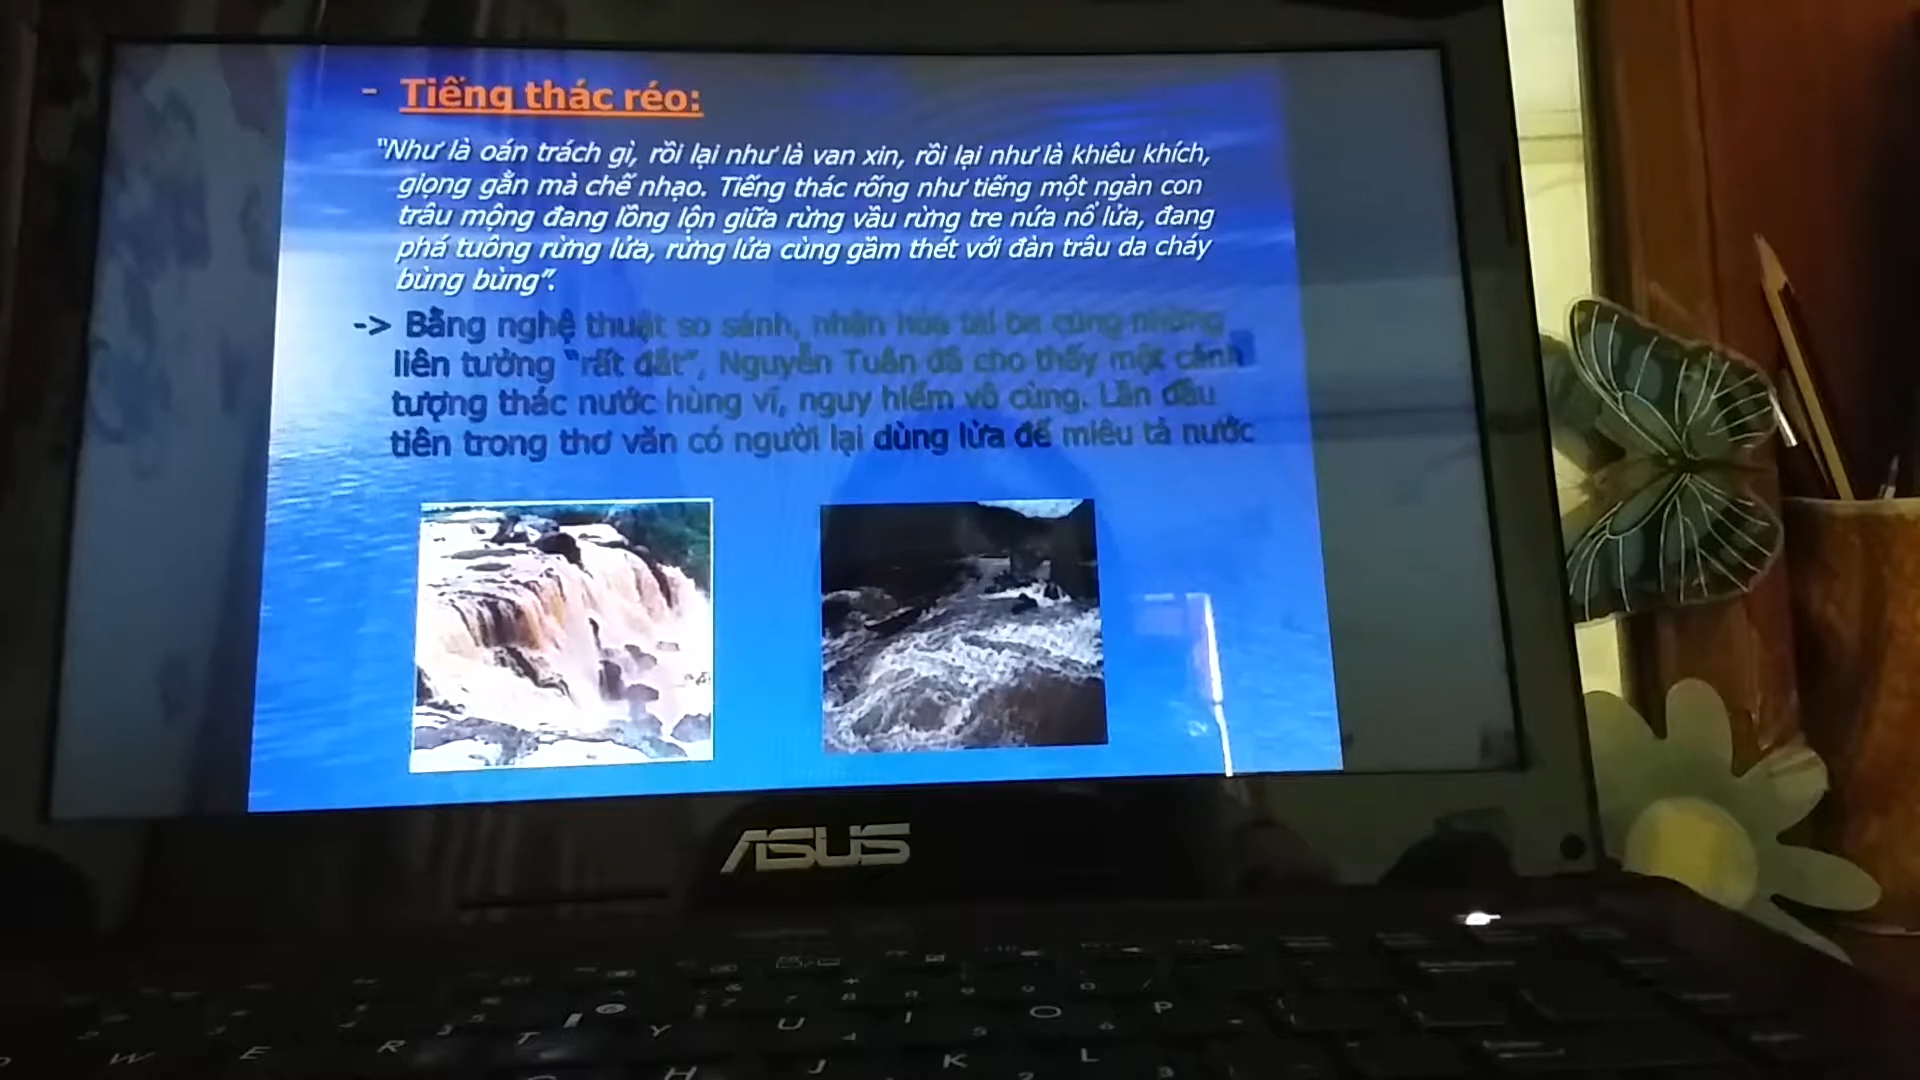 - Tiếng thác réo:
"Như là oán trách gì, rồi lại như là van xin, rồi lại như là khiêu khích,
giọng gằn mà chế nhạo. Tiếng thác rống như tiếng một ngàn con
trâu mộng đang lồng lộn giữa rừng vầu rừng tre nứa nổ lửa, đang
phá tuông rừng lửa, rừng lửa cùng gầm thét với đàn trâu da cháy
bùng bùng".
-> Bằng nghệ thuật so sánh, nhân hóa tài ba cùng những
liên tưởng "rất đắt", Nguyễn Tuân đã cho thấy một cảnh
tượng thác nước hùng vĩ, nguy hiểm vô cùng. Lần đầu
tiên trong thơ văn có người lại dùng lửa để miêu tả nước
ASUS
W E R T Y U I O P
H J K L